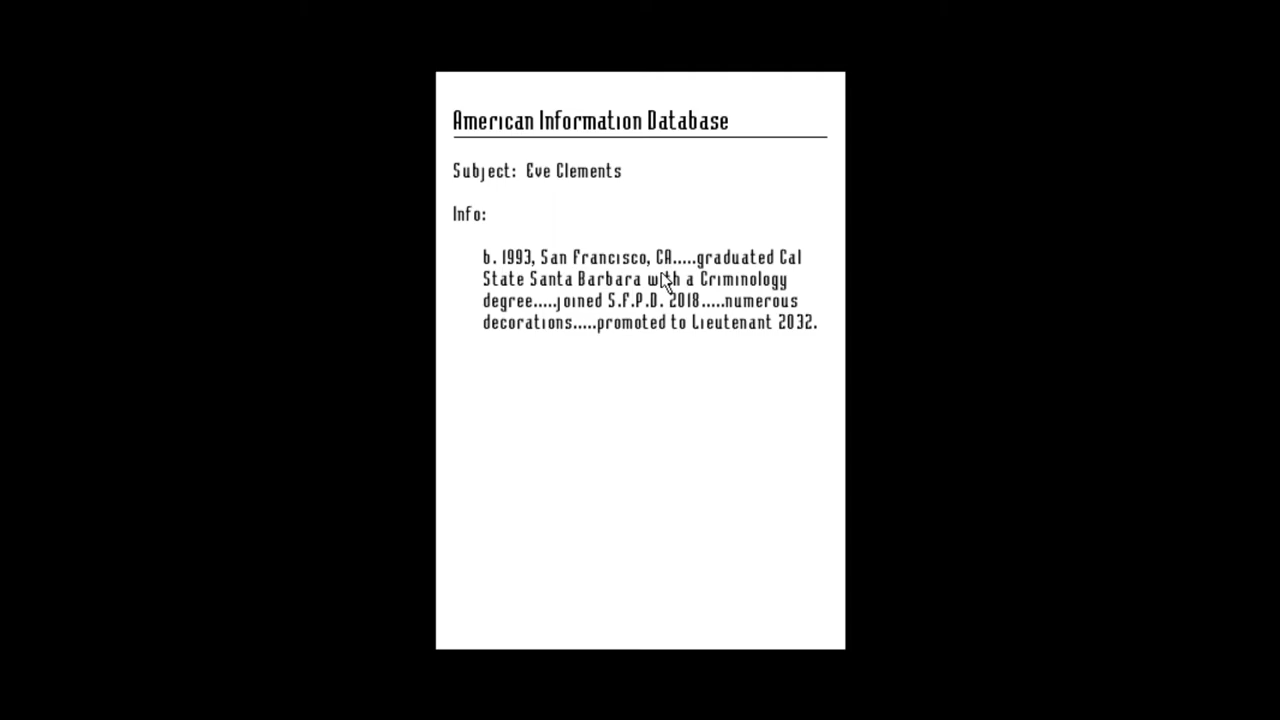 American Information Database
Subject: Eve Clements
Info:
b. 1993, San Francisco, CA.....graduated Cal
State Santa Barbara with a Criminology
degree.....joined S.F.P.D. 2018.....numerous
decorations.....promoted to Lieutenant 2032.